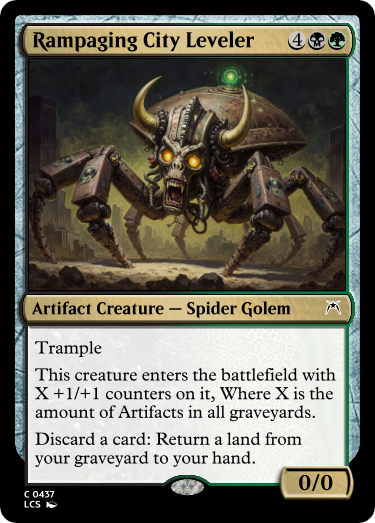 Rampaging City Leveler 4
Artifact Creature — Spider Golem
Trample
This creature enters the battlefield with
X +1/+1 counters on it, Where X is the
amount of Artifacts in all graveyards.
Discard a card: Return a land from
your graveyard to your hand.
0/0
C 0437
LCS